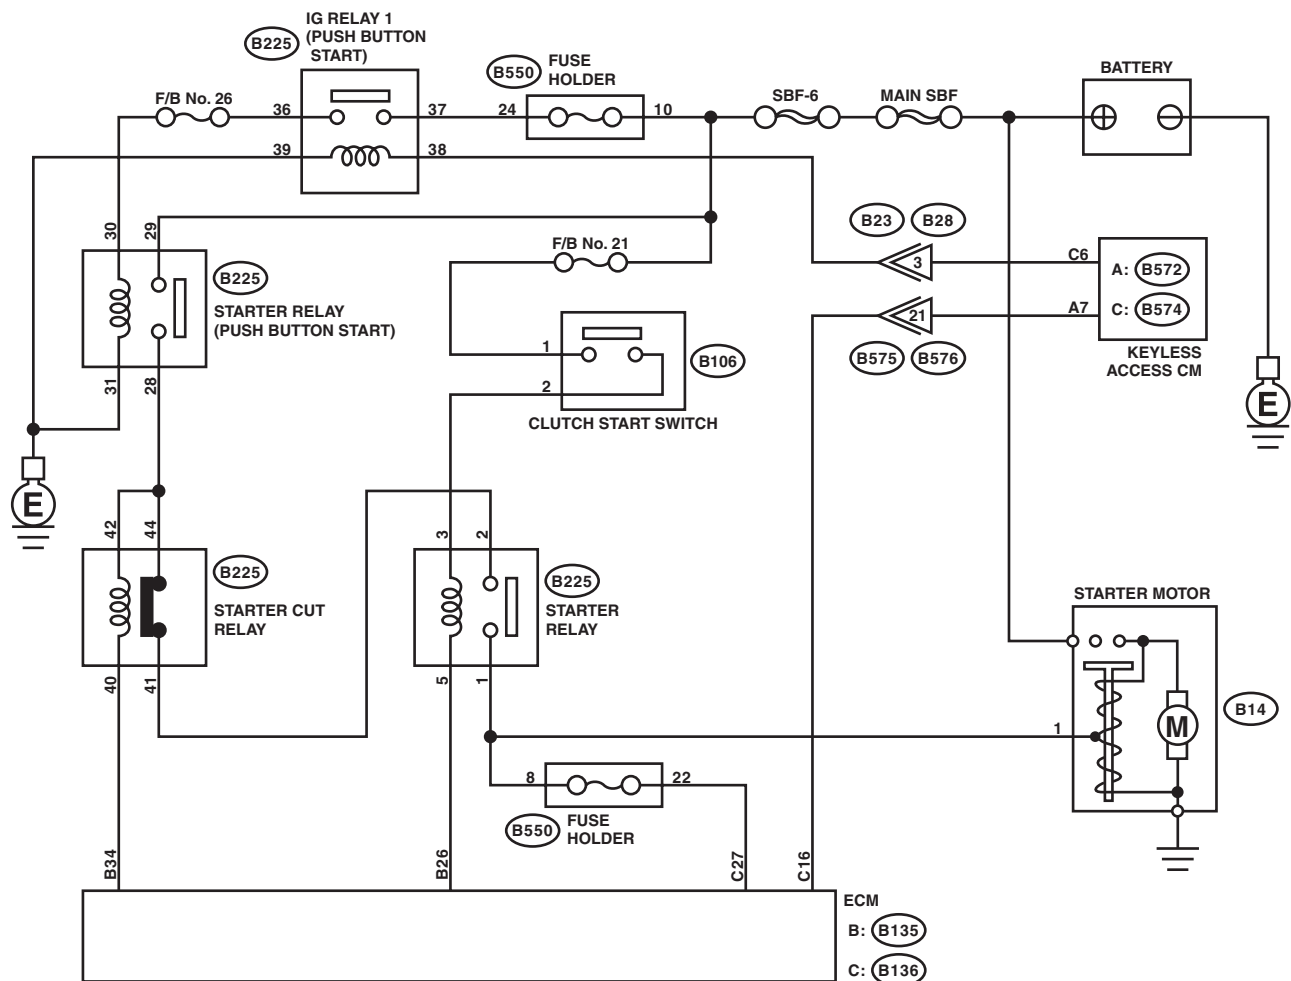 IG RELAY 1
(PUSH BUTTON
START)
B225
B550
FUSE
HOLDER
BATTERY
F/B No. 26
SBF-6
MAIN SBF
36
37
24
10
39
38
30
29
B23
B28
F/B No. 21
3
C6
A: B572
B225
21
A7
C: B574
STARTER RELAY
(PUSH BUTTON START)
1
B106
B575
B576
KEYLESS
ACCESS CM
31
28
2
CLUTCH START SWITCH
E
E
42
44
3
2
B225
B225
STARTER CUT
RELAY
STARTER
RELAY
STARTER MOTOR
40
41
5
1
1
M
B14
8
22
B550
FUSE
HOLDER
B34
B26
C27
C16
ECM
B: B135
C: B136